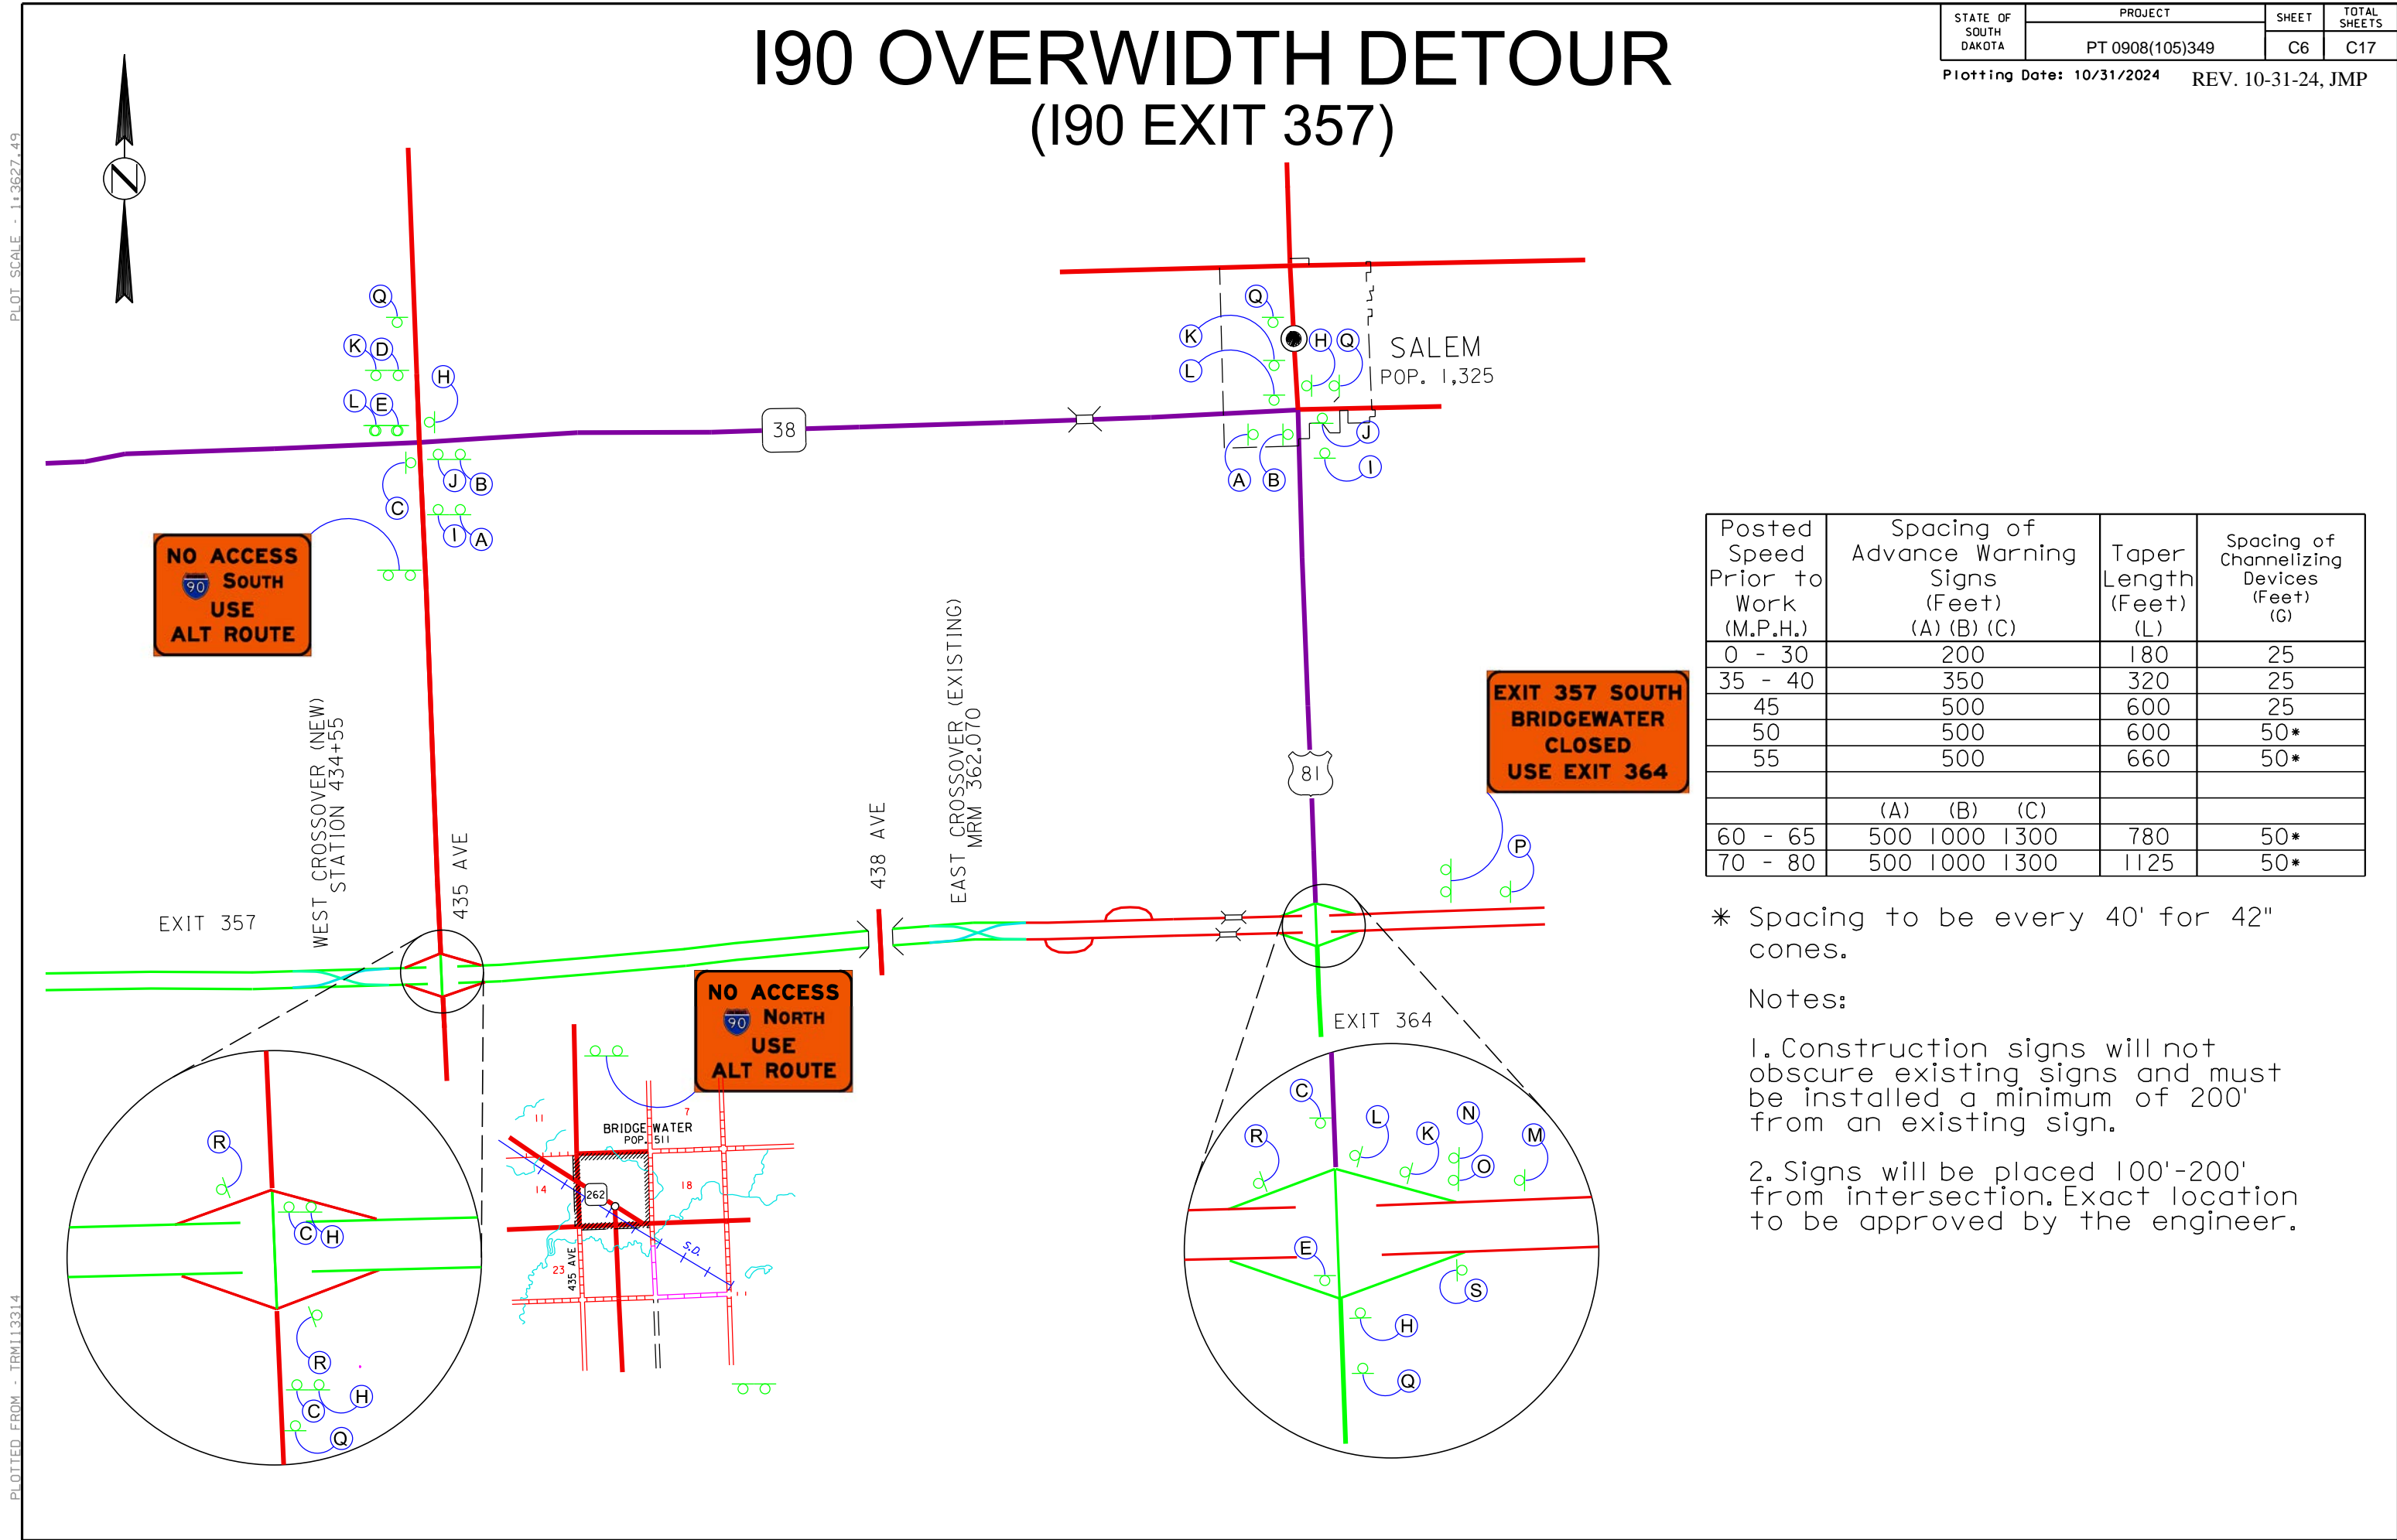 I90 OVERWIDTH DETOUR
(I90 EXIT 357)
STATE OF
SOUTH
DAKOTA
PROJECT
PT 0908(105)349
SHEET
C6
TOTAL
SHEETS
C17
Plotting Date: 10/31/2024
REV. 10-31-24, JMP
PLOT SCALE - 1:3627.49
PLOTTED FROM - TRMI13314
N
Q
K D
L E
H
C
J B
I A
38
Q
K
L
H Q
SALEM
POP. 1,325
J
I
A B
NO ACCESS
90 SOUTH
USE
ALT ROUTE
WEST CROSSOVER (NEW)
STATION 434+55
435 AVE
EXIT 357
438 AVE
EAST CROSSOVER (EXISTING)
MRM 362.070
81
EXIT 357 SOUTH
BRIDGEWATER
CLOSED
USE EXIT 364
P
EXIT 364
NO ACCESS
90 NORTH
USE
ALT ROUTE
R
C H
R
H
C
Q
11
7
BRIDGEWATER
POP. 511
14
262
18
S.D.
23
435 AVE
C
R
L
K
N
M
O
E
S
H
Q
Posted
Speed
Prior to
Work
(M.P.H.)
Spacing of
Advance Warning
Signs
(Feet)
(A) (B) (C)
Taper
Length
(Feet)
(L)
Spacing of
Channelizing
Devices
(Feet)
(G)
0 - 30 200 180 25
35 - 40 350 320 25
45 500 600 25
50 500 600 50*
55 500 660 50*
(A) (B) (C)
60 - 65 500 1000 1300 780 50*
70 - 80 500 1000 1300 1125 50*
* Spacing to be every 40' for 42"
cones.
Notes:
1. Construction signs will not
obscure existing signs and must
be installed a minimum of 200'
from an existing sign.
2. Signs will be placed 100'-200'
from intersection. Exact location
to be approved by the engineer.